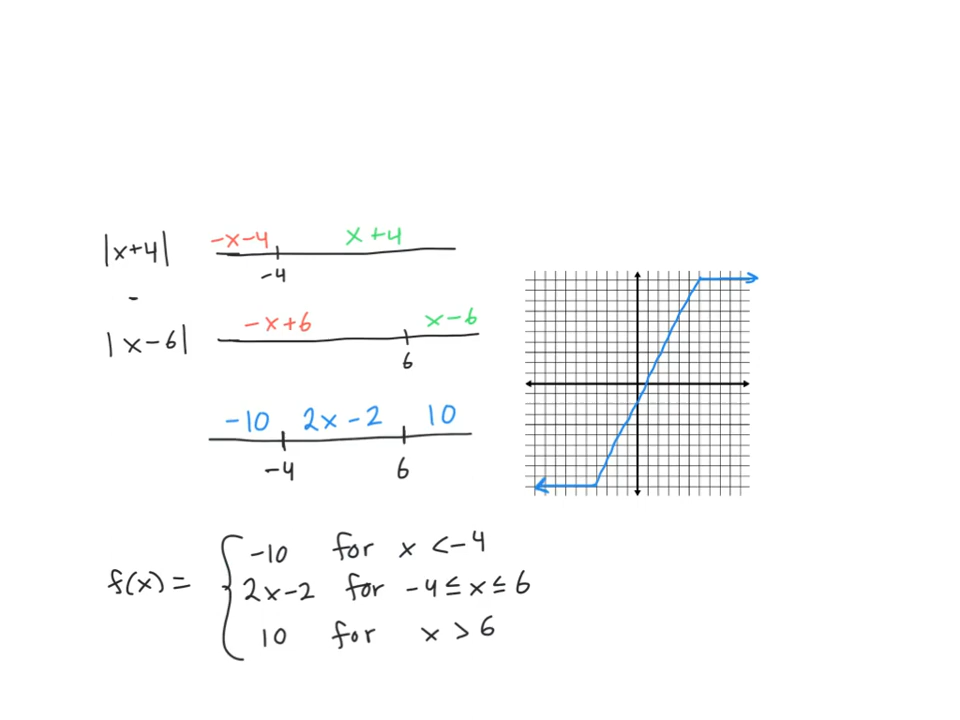 |x+4| -x-4 x+4
-4
-
|x-6| -x+6 x-6
6
-10 2x-2 10
-4 6
f(x) = { -10 for x < -4
2x-2 for -4 ≤ x ≤ 6
10 for x > 6